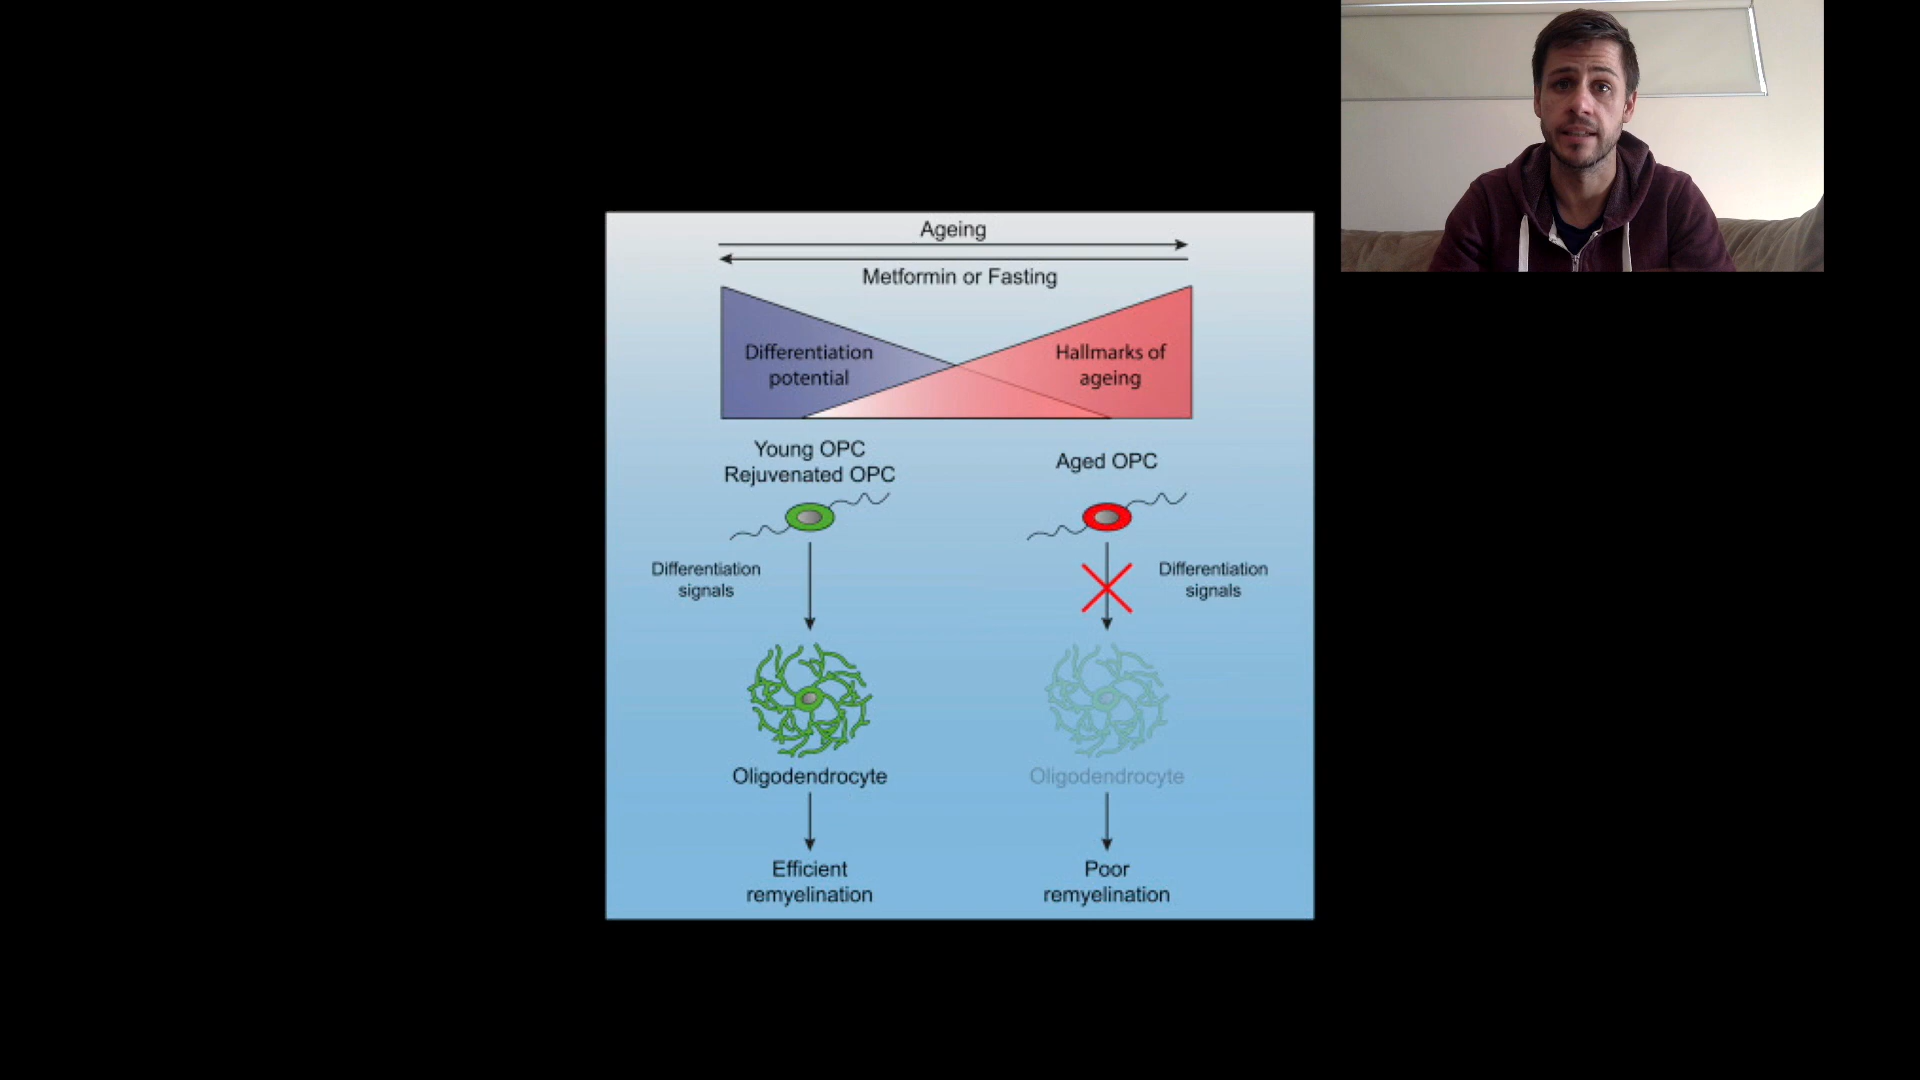 Ageing
Metformin or Fasting
Differentiation
potential
Hallmarks of
ageing
Young OPC
Rejuvenated OPC
Aged OPC
Differentiation
signals
Differentiation
signals
Oligodendrocyte
Oligodendrocyte
Efficient
remyelination
Poor
remyelination